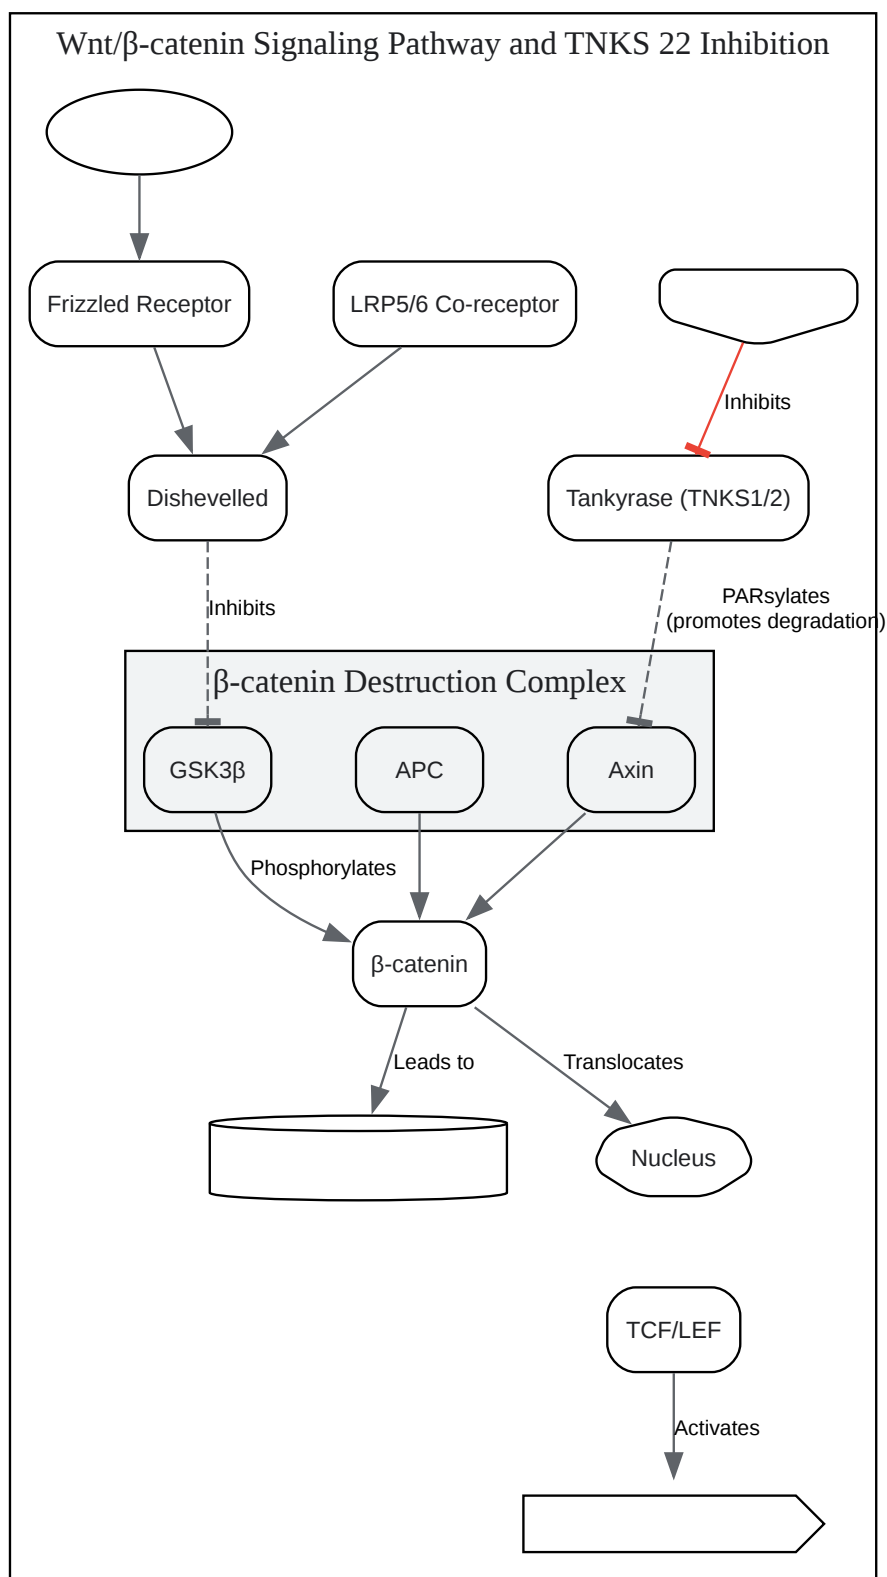 Wnt/β-catenin Signaling Pathway and TNKS 22 Inhibition
Frizzled Receptor
LRP5/6 Co-receptor
Inhibits
Dishevelled
Tankyrase (TNKS1/2)
Inhibits
PARsylates
(promotes degradation)
β-catenin Destruction Complex
GSK3β
APC
Axin
Phosphorylates
β-catenin
Leads to
Translocates
Nucleus
TCF/LEF
Activates